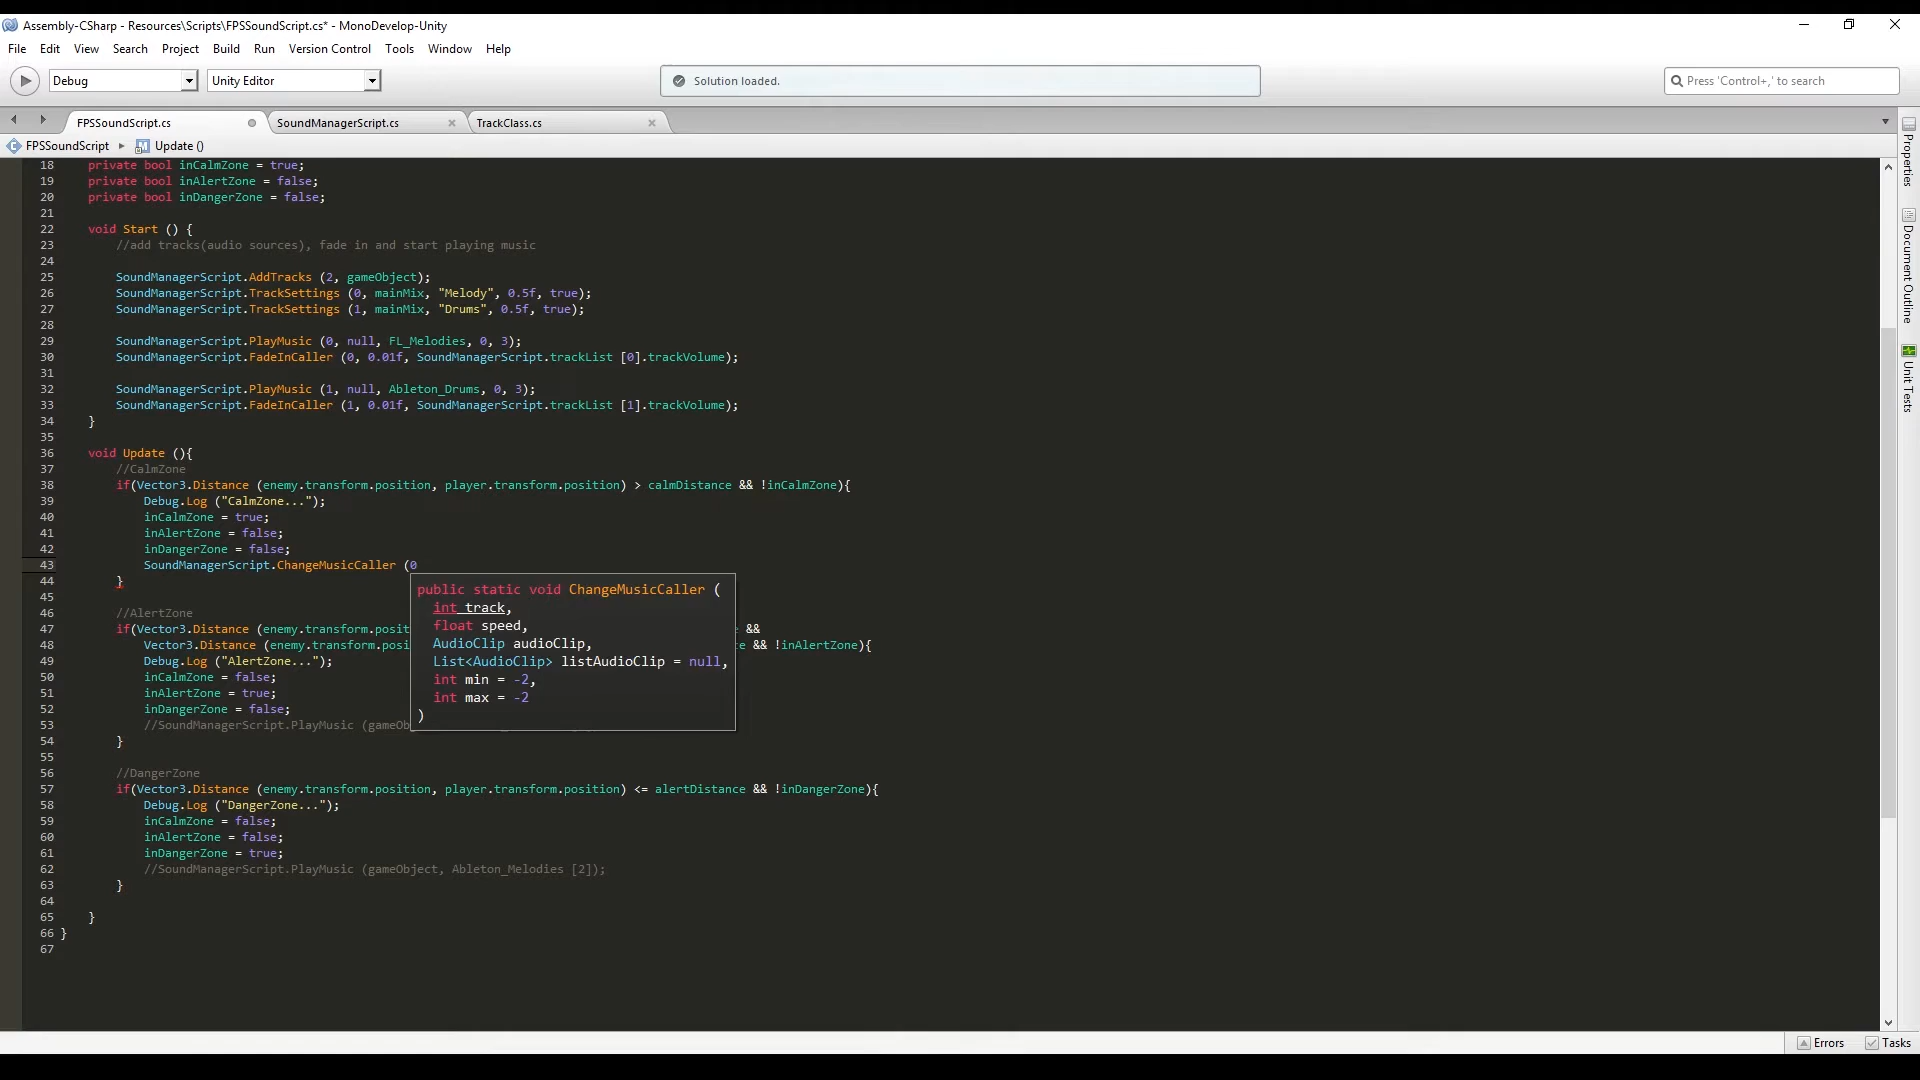 Assembly-CSharp - Resources\Scripts\FPSSoundScript.cs* - MonoDevelop-Unity
File Edit View Search Project Build Run Version Control Tools Window Help
Debug Unity Editor Solution loaded. Press 'Control+,' to search
FPSSoundScript.cs SoundManagerScript.cs TrackClass.cs
FPSSoundScript Update ()
18 private bool inCalmZone = true;
19 private bool inAlertZone = false;
20 private bool inDangerZone = false;
21
22 void Start () {
23 //add tracks(audio sources), fade in and start playing music
24
25 SoundManagerScript.AddTracks (2, gameObject);
26 SoundManagerScript.TrackSettings (0, mainMix, "Melody", 0.5f, true);
27 SoundManagerScript.TrackSettings (1, mainMix, "Drums", 0.5f, true);
28
29 SoundManagerScript.PlayMusic (0, null, FL_Melodies, 0, 3);
30 SoundManagerScript.FadeInCaller (0, 0.01f, SoundManagerScript.trackList [0].trackVolume);
31
32 SoundManagerScript.PlayMusic (1, null, Ableton_Drums, 0, 3);
33 SoundManagerScript.FadeInCaller (1, 0.01f, SoundManagerScript.trackList [1].trackVolume);
34 }
35
36 void Update (){
37 //CalmZone
38 if(Vector3.Distance (enemy.transform.position, player.transform.position) > calmDistance && !inCalmZone){
39 Debug.Log ("CalmZone...");
40 inCalmZone = true;
41 inAlertZone = false;
42 inDangerZone = false;
43 SoundManagerScript.ChangeMusicCaller (0
44 }
45
46 //AlertZone
47 if(Vector3.Distance (enemy.transform.posit &&
48 Vector3.Distance (enemy.transform.posi && !inAlertZone){
49 Debug.Log ("AlertZone...");
50 inCalmZone = false;
51 inAlertZone = true;
52 inDangerZone = false;
53 //SoundManagerScript.PlayMusic (gameOb
54 }
55
56 //DangerZone
57 if(Vector3.Distance (enemy.transform.position, player.transform.position) <= alertDistance && !inDangerZone){
58 Debug.Log ("DangerZone...");
59 inCalmZone = false;
60 inAlertZone = false;
61 inDangerZone = true;
62 //SoundManagerScript.PlayMusic (gameObject, Ableton_Melodies [2]);
63 }
64
65 }
66 }
67
public static void ChangeMusicCaller (
int track,
float speed,
AudioClip audioClip,
List<AudioClip> listAudioClip = null,
int min = -2,
int max = -2
)
Properties
Document Outline
Unit Tests
Errors Tasks